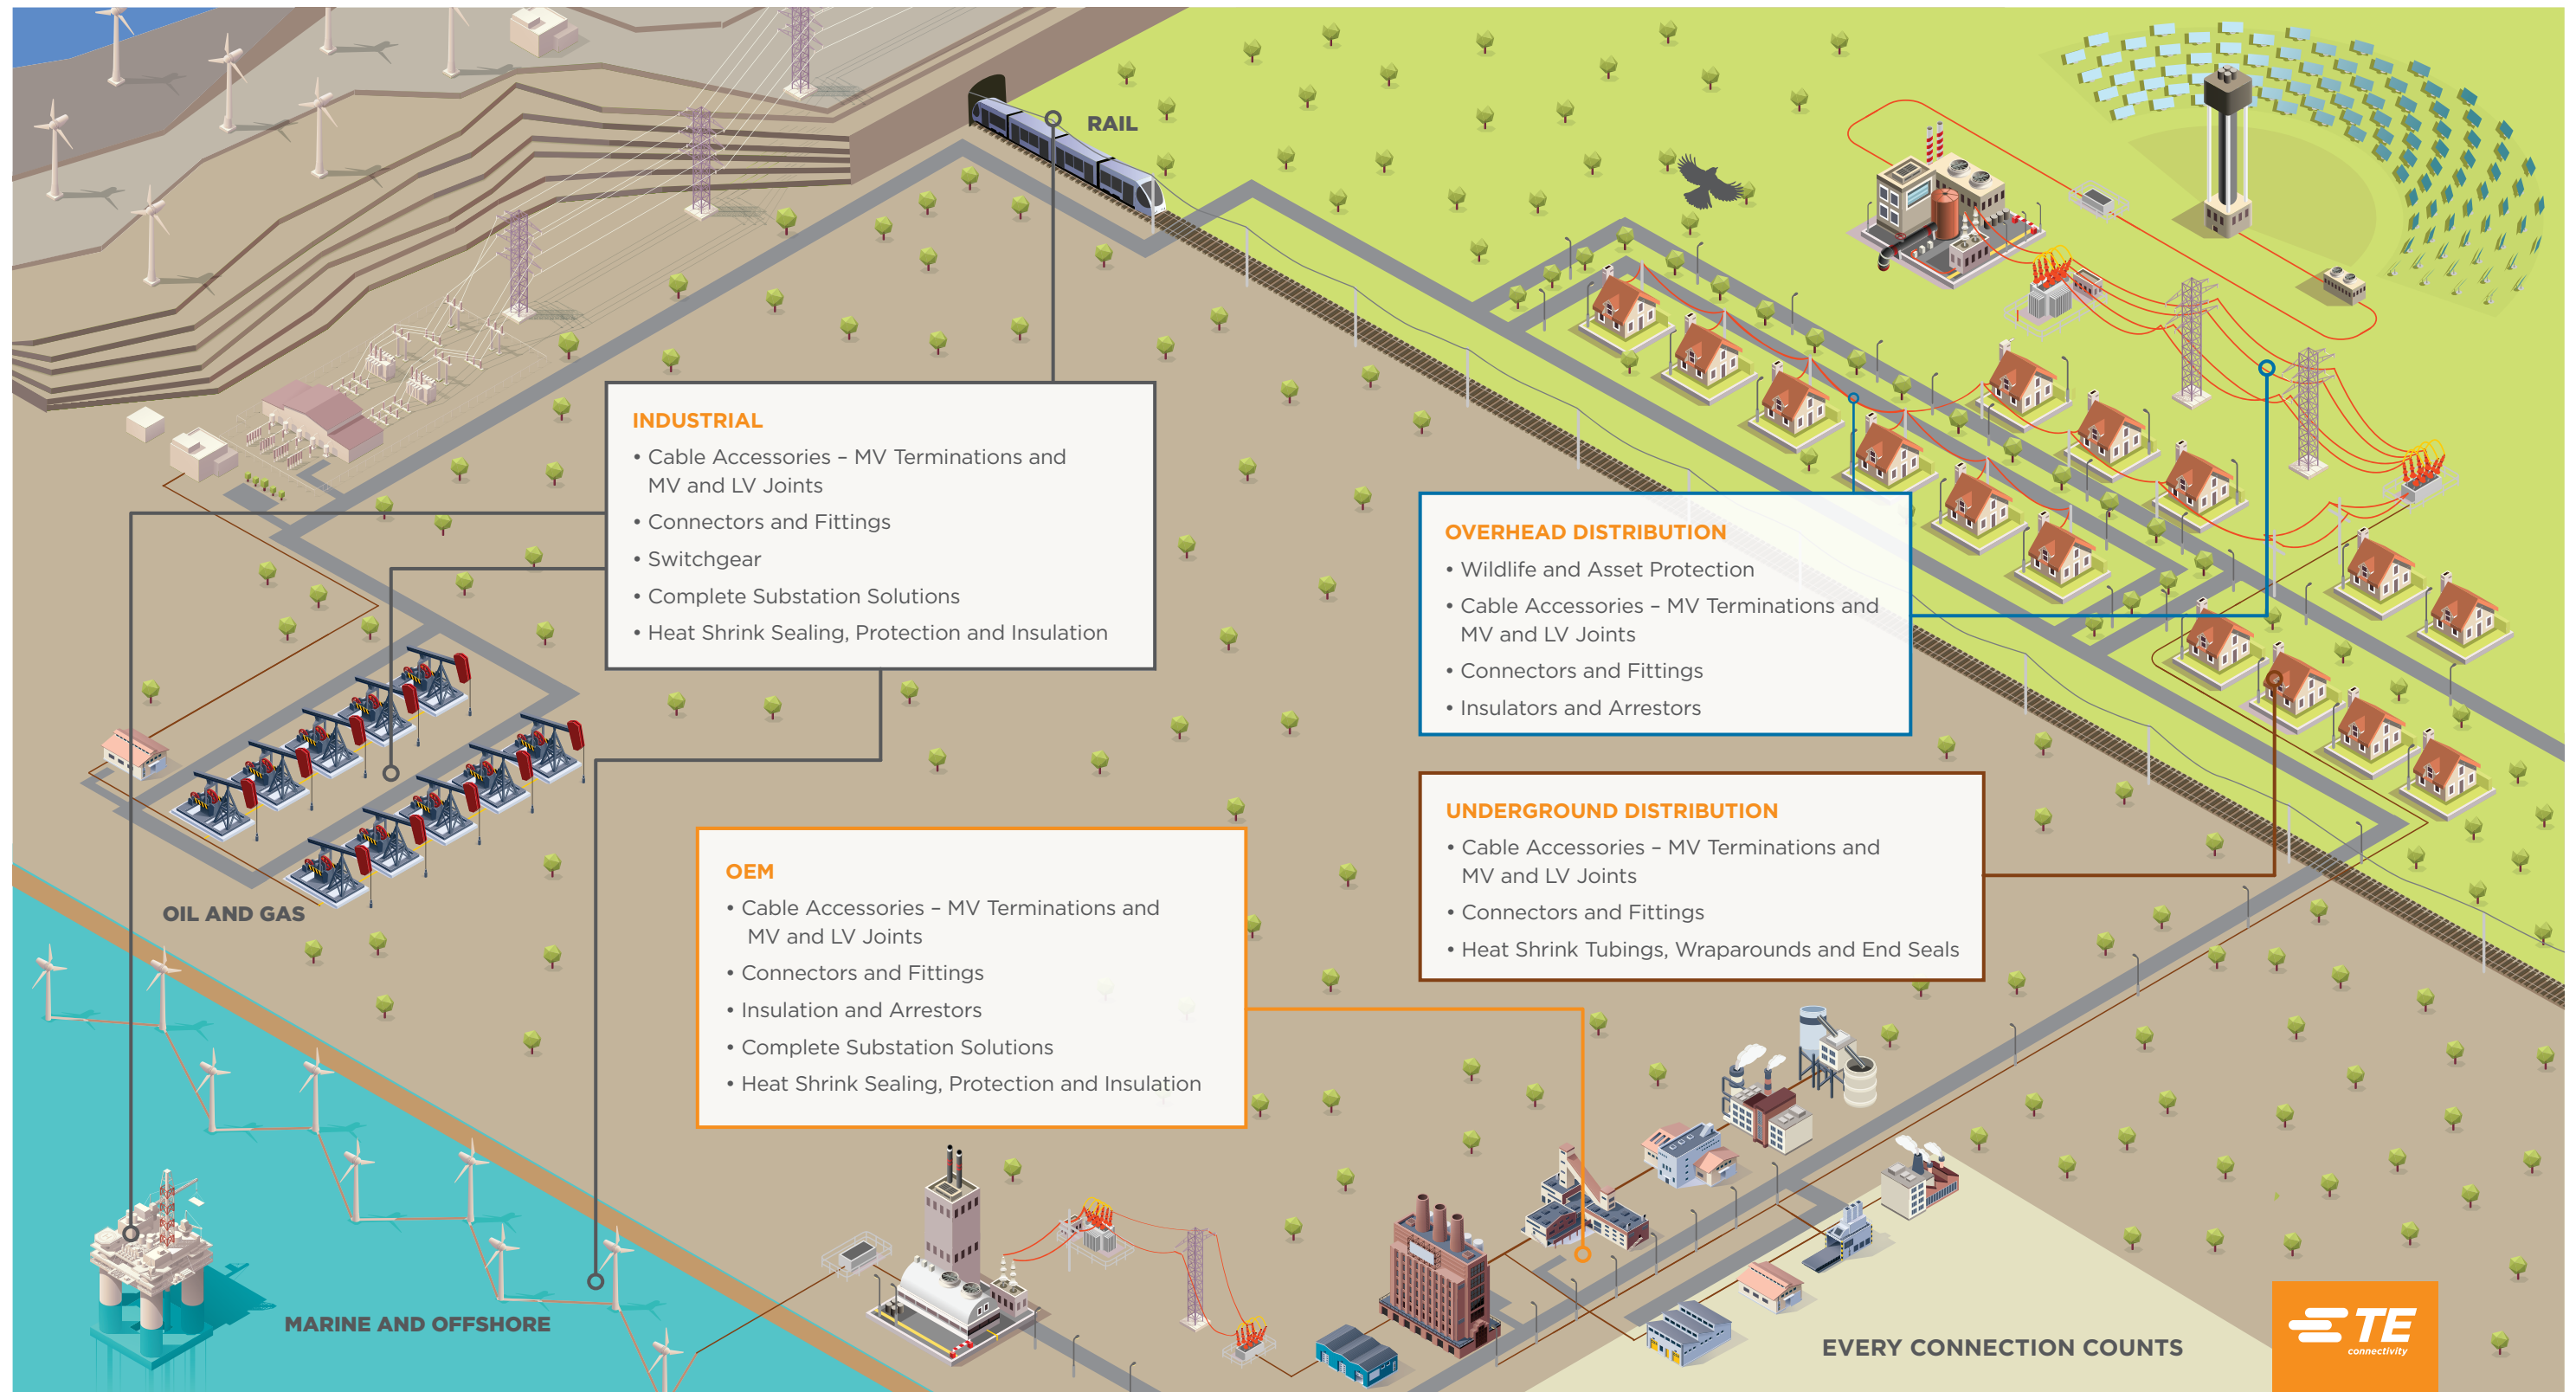 RAIL
INDUSTRIAL
• Cable Accessories – MV Terminations and
MV and LV Joints
• Connectors and Fittings
• Switchgear
• Complete Substation Solutions
• Heat Shrink Sealing, Protection and Insulation
OVERHEAD DISTRIBUTION
• Wildlife and Asset Protection
• Cable Accessories – MV Terminations and
MV and LV Joints
• Connectors and Fittings
• Insulators and Arrestors
UNDERGROUND DISTRIBUTION
• Cable Accessories – MV Terminations and
MV and LV Joints
• Connectors and Fittings
• Heat Shrink Tubings, Wraparounds and End Seals
OEM
• Cable Accessories – MV Terminations and
MV and LV Joints
• Connectors and Fittings
• Insulation and Arrestors
• Complete Substation Solutions
• Heat Shrink Sealing, Protection and Insulation
OIL AND GAS
MARINE AND OFFSHORE
EVERY CONNECTION COUNTS
TE
connectivity